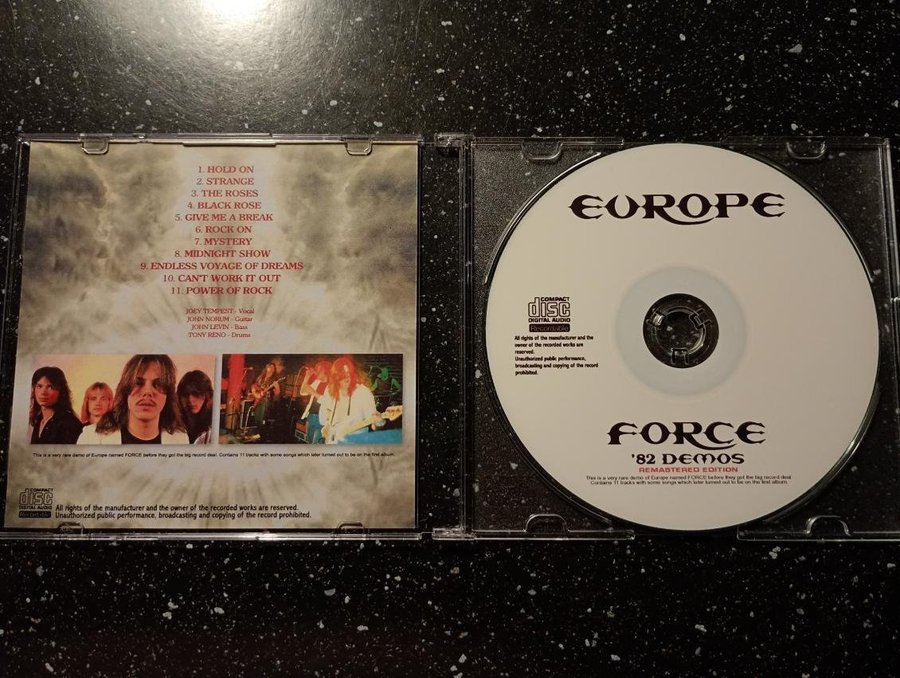 1. HOLD ON
2. STRANGE
3. THE ROSES
4. BLACK ROSE
5. GIVE ME A BREAK
6. ROCK ON
7. MYSTERY
8. MIDNIGHT SHOW
9. ENDLESS VOYAGE OF DREAMS
10. CAN'T WORK IT OUT
11. POWER OF ROCK
JOEY TEMPEST - Vocal
JOHN NORUM - Guitar
JOHN LEVIN - Bass
TONY RENO - Drums
This is a very rare demo of Europe named FORCE before they got the big record deal. Contains 11 tracks with some songs which later turned out to be on the first album.
COMPACT
disc
DIGITAL AUDIO
Recordable
All rights of the manufacturer and the owner of the recorded works are reserved.
Unauthorized public performance, broadcasting and copying of the record prohibited.
EUROPE
COMPACT
disc
DIGITAL AUDIO
Recordable
All rights of the manufacturer and the
owner of the recorded works are
reserved.
Unauthorized public performance,
broadcasting and copying of the record
prohibited.
FORCE
'82 DEMOS
REMASTERED EDITION
This is a very rare demo of Europe named FORCE before they got the big record deal
Contains 11 tracks with some songs which later turned out to be on the first album.